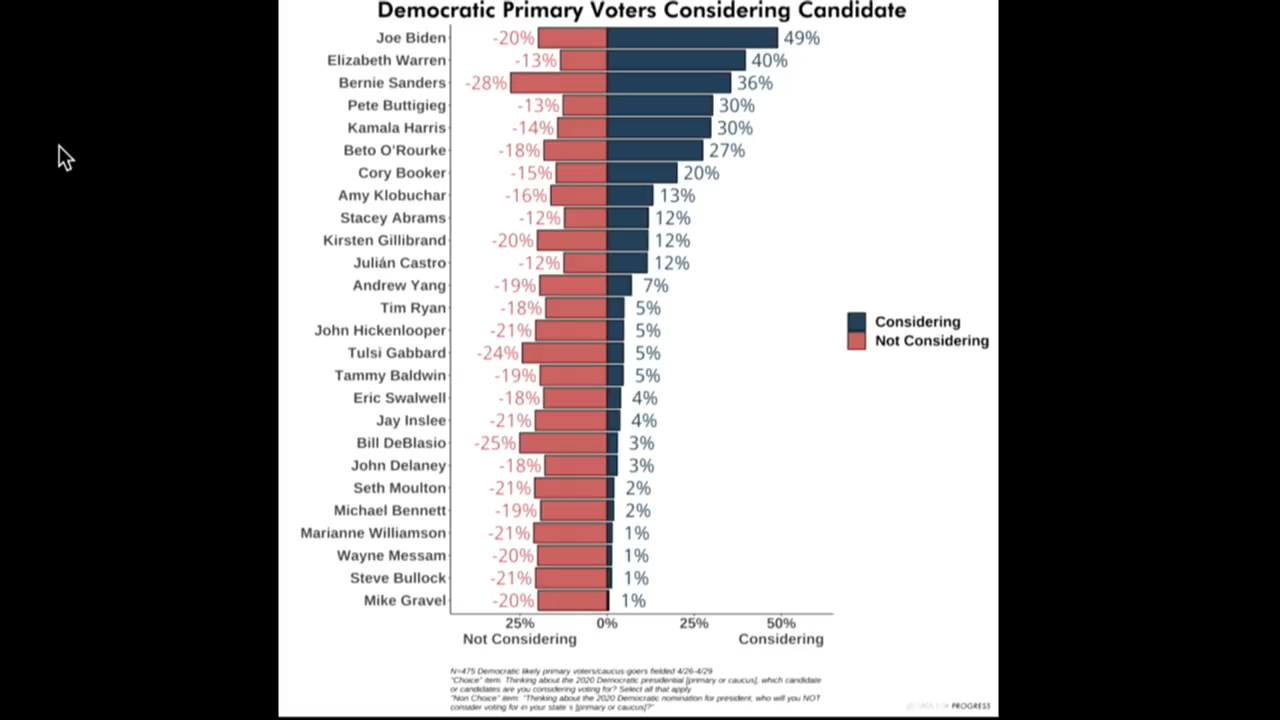 Democratic Primary Voters Considering Candidate
Joe Biden -20% 49%
Elizabeth Warren -13% 40%
Bernie Sanders -28% 36%
Pete Buttigieg -13% 30%
Kamala Harris -14% 30%
Beto O'Rourke -18% 27%
Cory Booker -15% 20%
Amy Klobuchar -16% 13%
Stacey Abrams -12% 12%
Kirsten Gillibrand -20% 12%
Julián Castro -12% 12%
Andrew Yang -19% 7%
Tim Ryan -18% 5%
John Hickenlooper -21% 5%
Tulsi Gabbard -24% 5%
Tammy Baldwin -19% 5%
Eric Swalwell -18% 4%
Jay Inslee -21% 4%
Bill DeBlasio -25% 3%
John Delaney -18% 3%
Seth Moulton -21% 2%
Michael Bennett -19% 2%
Marianne Williamson -21% 1%
Wayne Messam -20% 1%
Steve Bullock -21% 1%
Mike Gravel -20% 1%
Considering
Not Considering
25% 0% 25% 50%
Not Considering Considering
N=475 Democratic likely primary voters/caucus-goers fielded 4/26-4/29
"Choice" item: Thinking about the 2020 Democratic presidential [primary or caucus], which candidate
or candidates are you considering voting for? Select all that apply
"Non Choice" item: "Thinking about the 2020 Democratic nomination for president, who will you NOT
consider voting for in your state's [primary or caucus]?"
PROGRESS